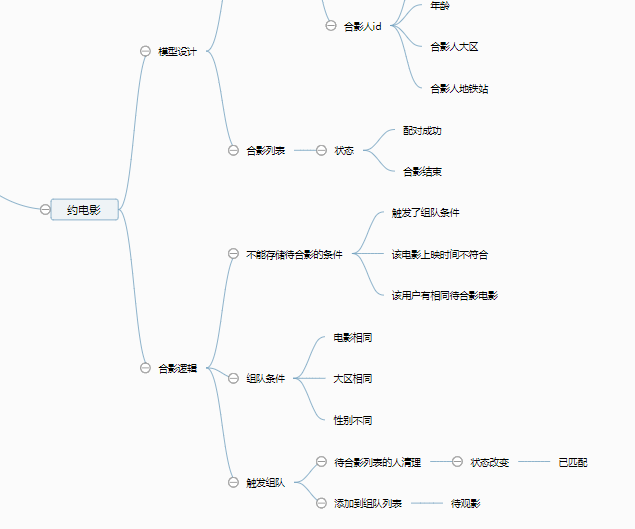 年龄
合影人id
合影人大区
模型设计
合影人地铁站
配对成功
合影列表
状态
合影结束
约电影
触发了组队条件
不能存储待合影的条件
该电影上映时间不符合
该用户有相同待合影电影
电影相同
合影逻辑
组队条件
大区相同
性别不同
待合影列表的人清理
状态改变
已匹配
触发组队
添加到组队列表
待观影